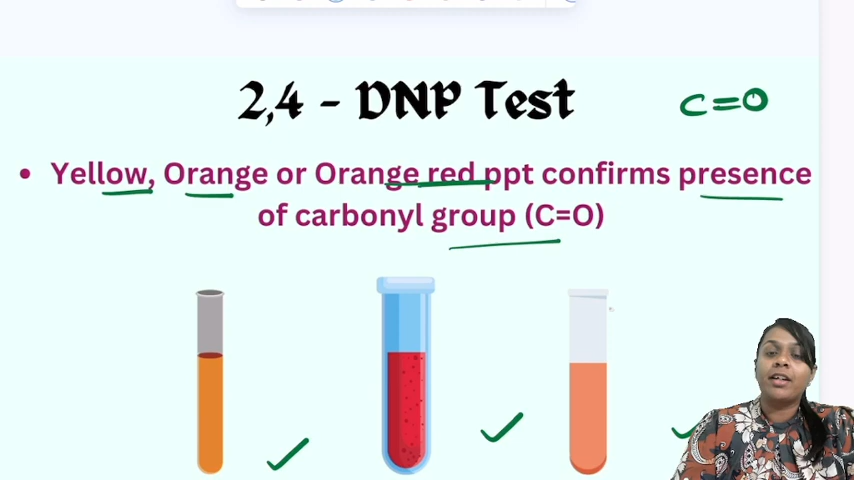 2,4 - DNP Test
C=O
• Yellow, Orange or Orange red ppt confirms presence
of carbonyl group (C=O)